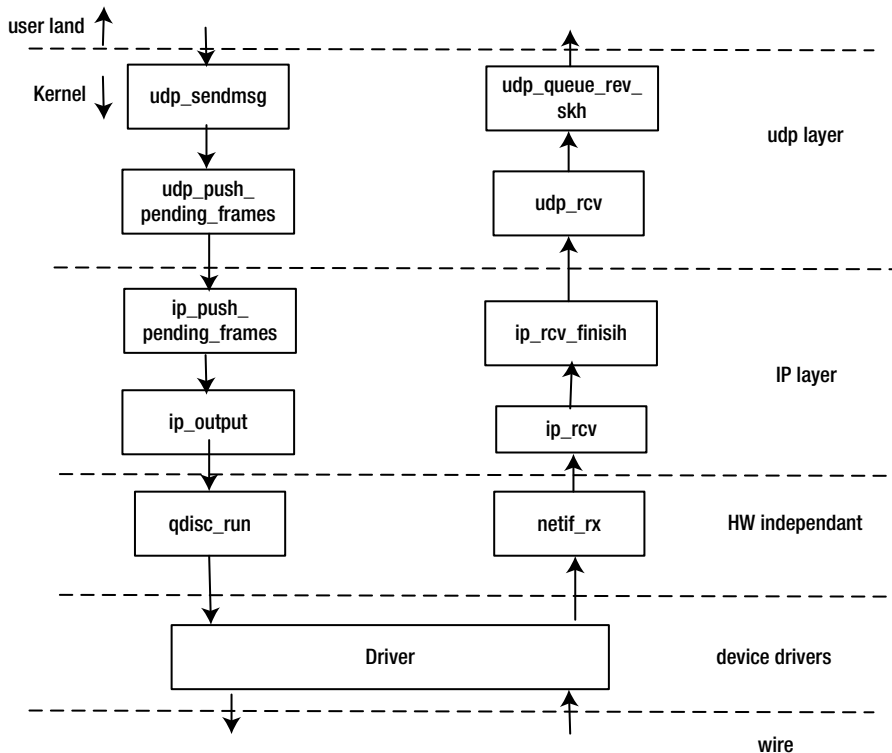 user land
Kernel
udp_sendmsg
udp_queue_rev_
skh
udp layer
udp_push_
pending_frames
udp_rcv
ip_push_
pending_frames
ip_rcv_finisih
IP layer
ip_output
ip_rcv
qdisc_run
netif_rx
HW independant
Driver
device drivers
wire